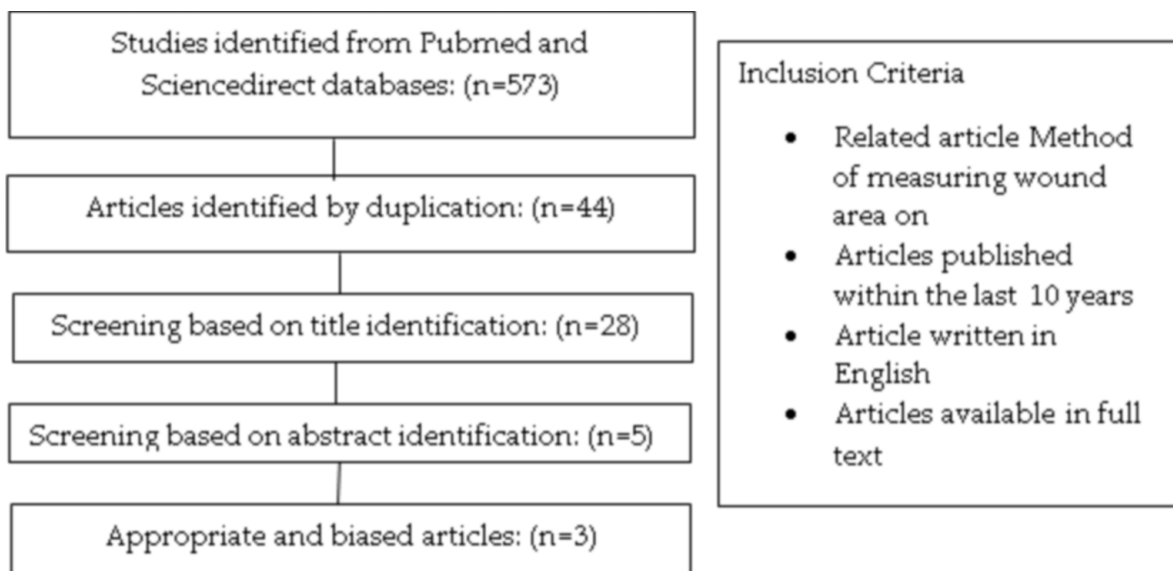 Studies identified from Pubmed and
Sciencedirect databases: (n=573)
Articles identified by duplication: (n=44)
Screening based on title identification: (n=28)
Screening based on abstract identification: (n=5)
Appropriate and biased articles: (n=3)
Inclusion Criteria
• Related article Method
of measuring wound
area on
• Articles published
within the last 10 years
• Article written in
English
• Articles available in full
text